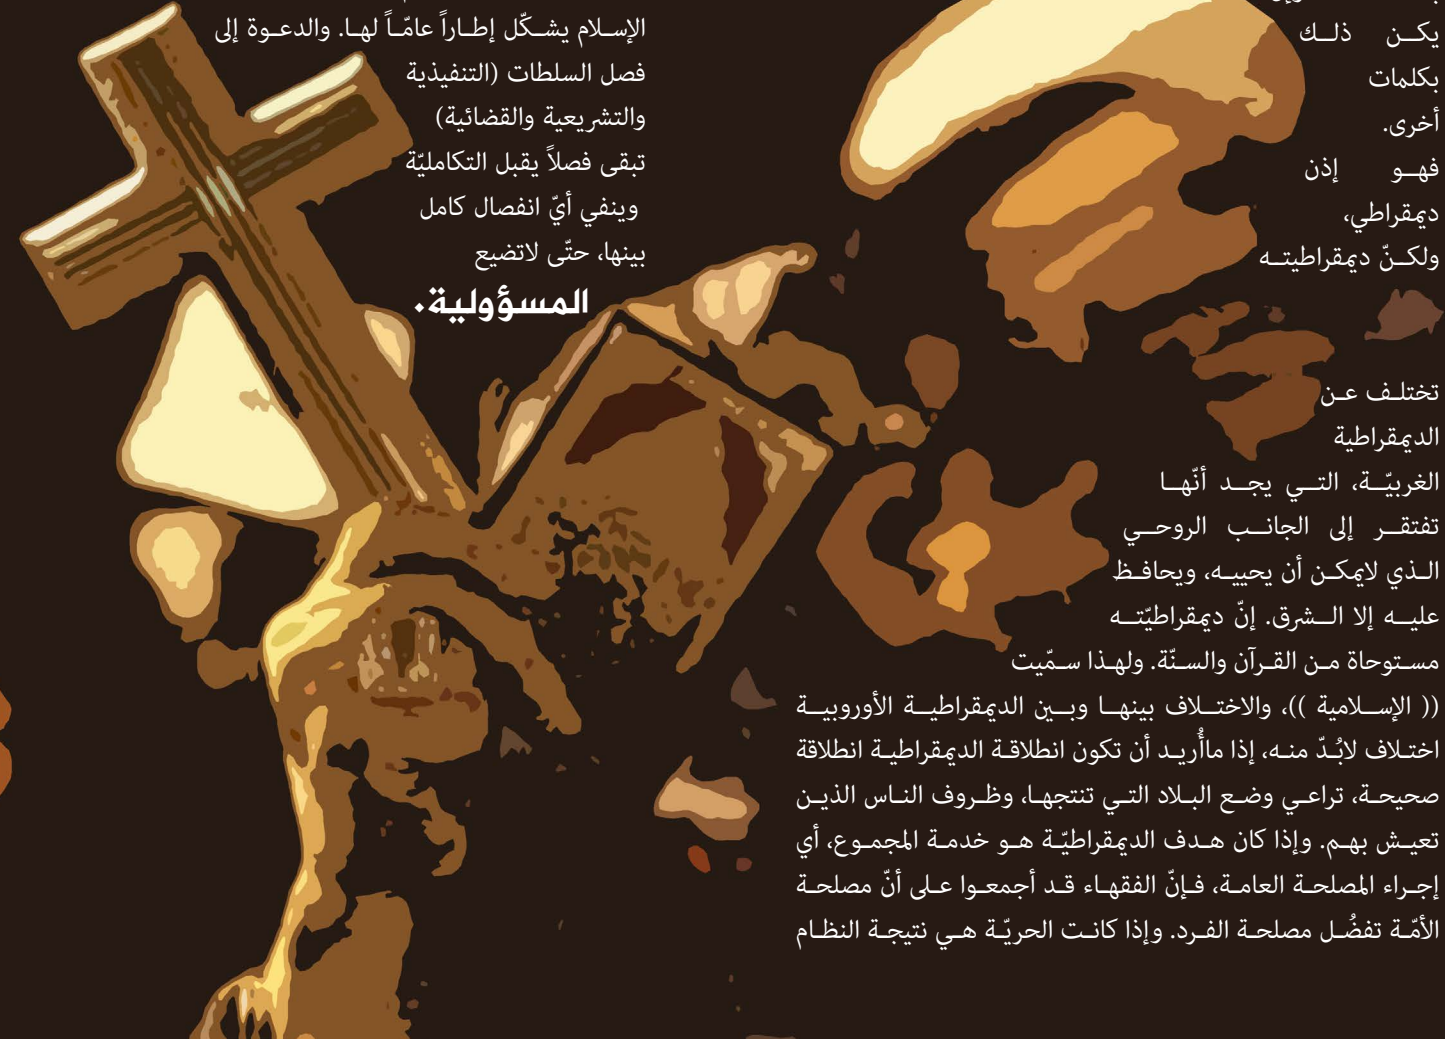 يكن ذلك
بكلمات
أخرى.
فهو إذن
ديمقراطي،
ولكنّ ديمقراطيته
تختلف عن
الديمقراطية
الغربيّة، التي يجد أنّها
تفتقر إلى الجانب الروحي
الذي لايمكن أن يحييه، ويحافظ
عليه إلا الشرق. إنّ ديمقراطيّته
مستوحاة من القرآن والسنّة. ولهذا سمّيت
(( الإسلامية ))، والاختلاف بينها وبين الديمقراطية الأوروبية
اختلاف لابُدّ منه، إذا ماأُريد أن تكون انطلاقة الديمقراطية انطلاقة
صحيحة، تراعي وضع البلاد التي تنتجها، وظروف الناس الذين
تعيش بهم. وإذا كان هدف الديمقراطيّة هو خدمة المجموع، أي
إجراء المصلحة العامة، فإنّ الفقهاء قد أجمعوا على أنّ مصلحة
الأمّة تفضُل مصلحة الفرد. وإذا كانت الحريّة هي نتيجة النظام
الإسلام يشكّل إطاراً عامّاً لها. والدعوة إلى
فصل السلطات (التنفيذية
والتشريعية والقضائية)
تبقى فصلاً يقبل التكامليّة
وينفي أيّ انفصال كامل
بينها، حتّى لاتضيع
المسؤولية.